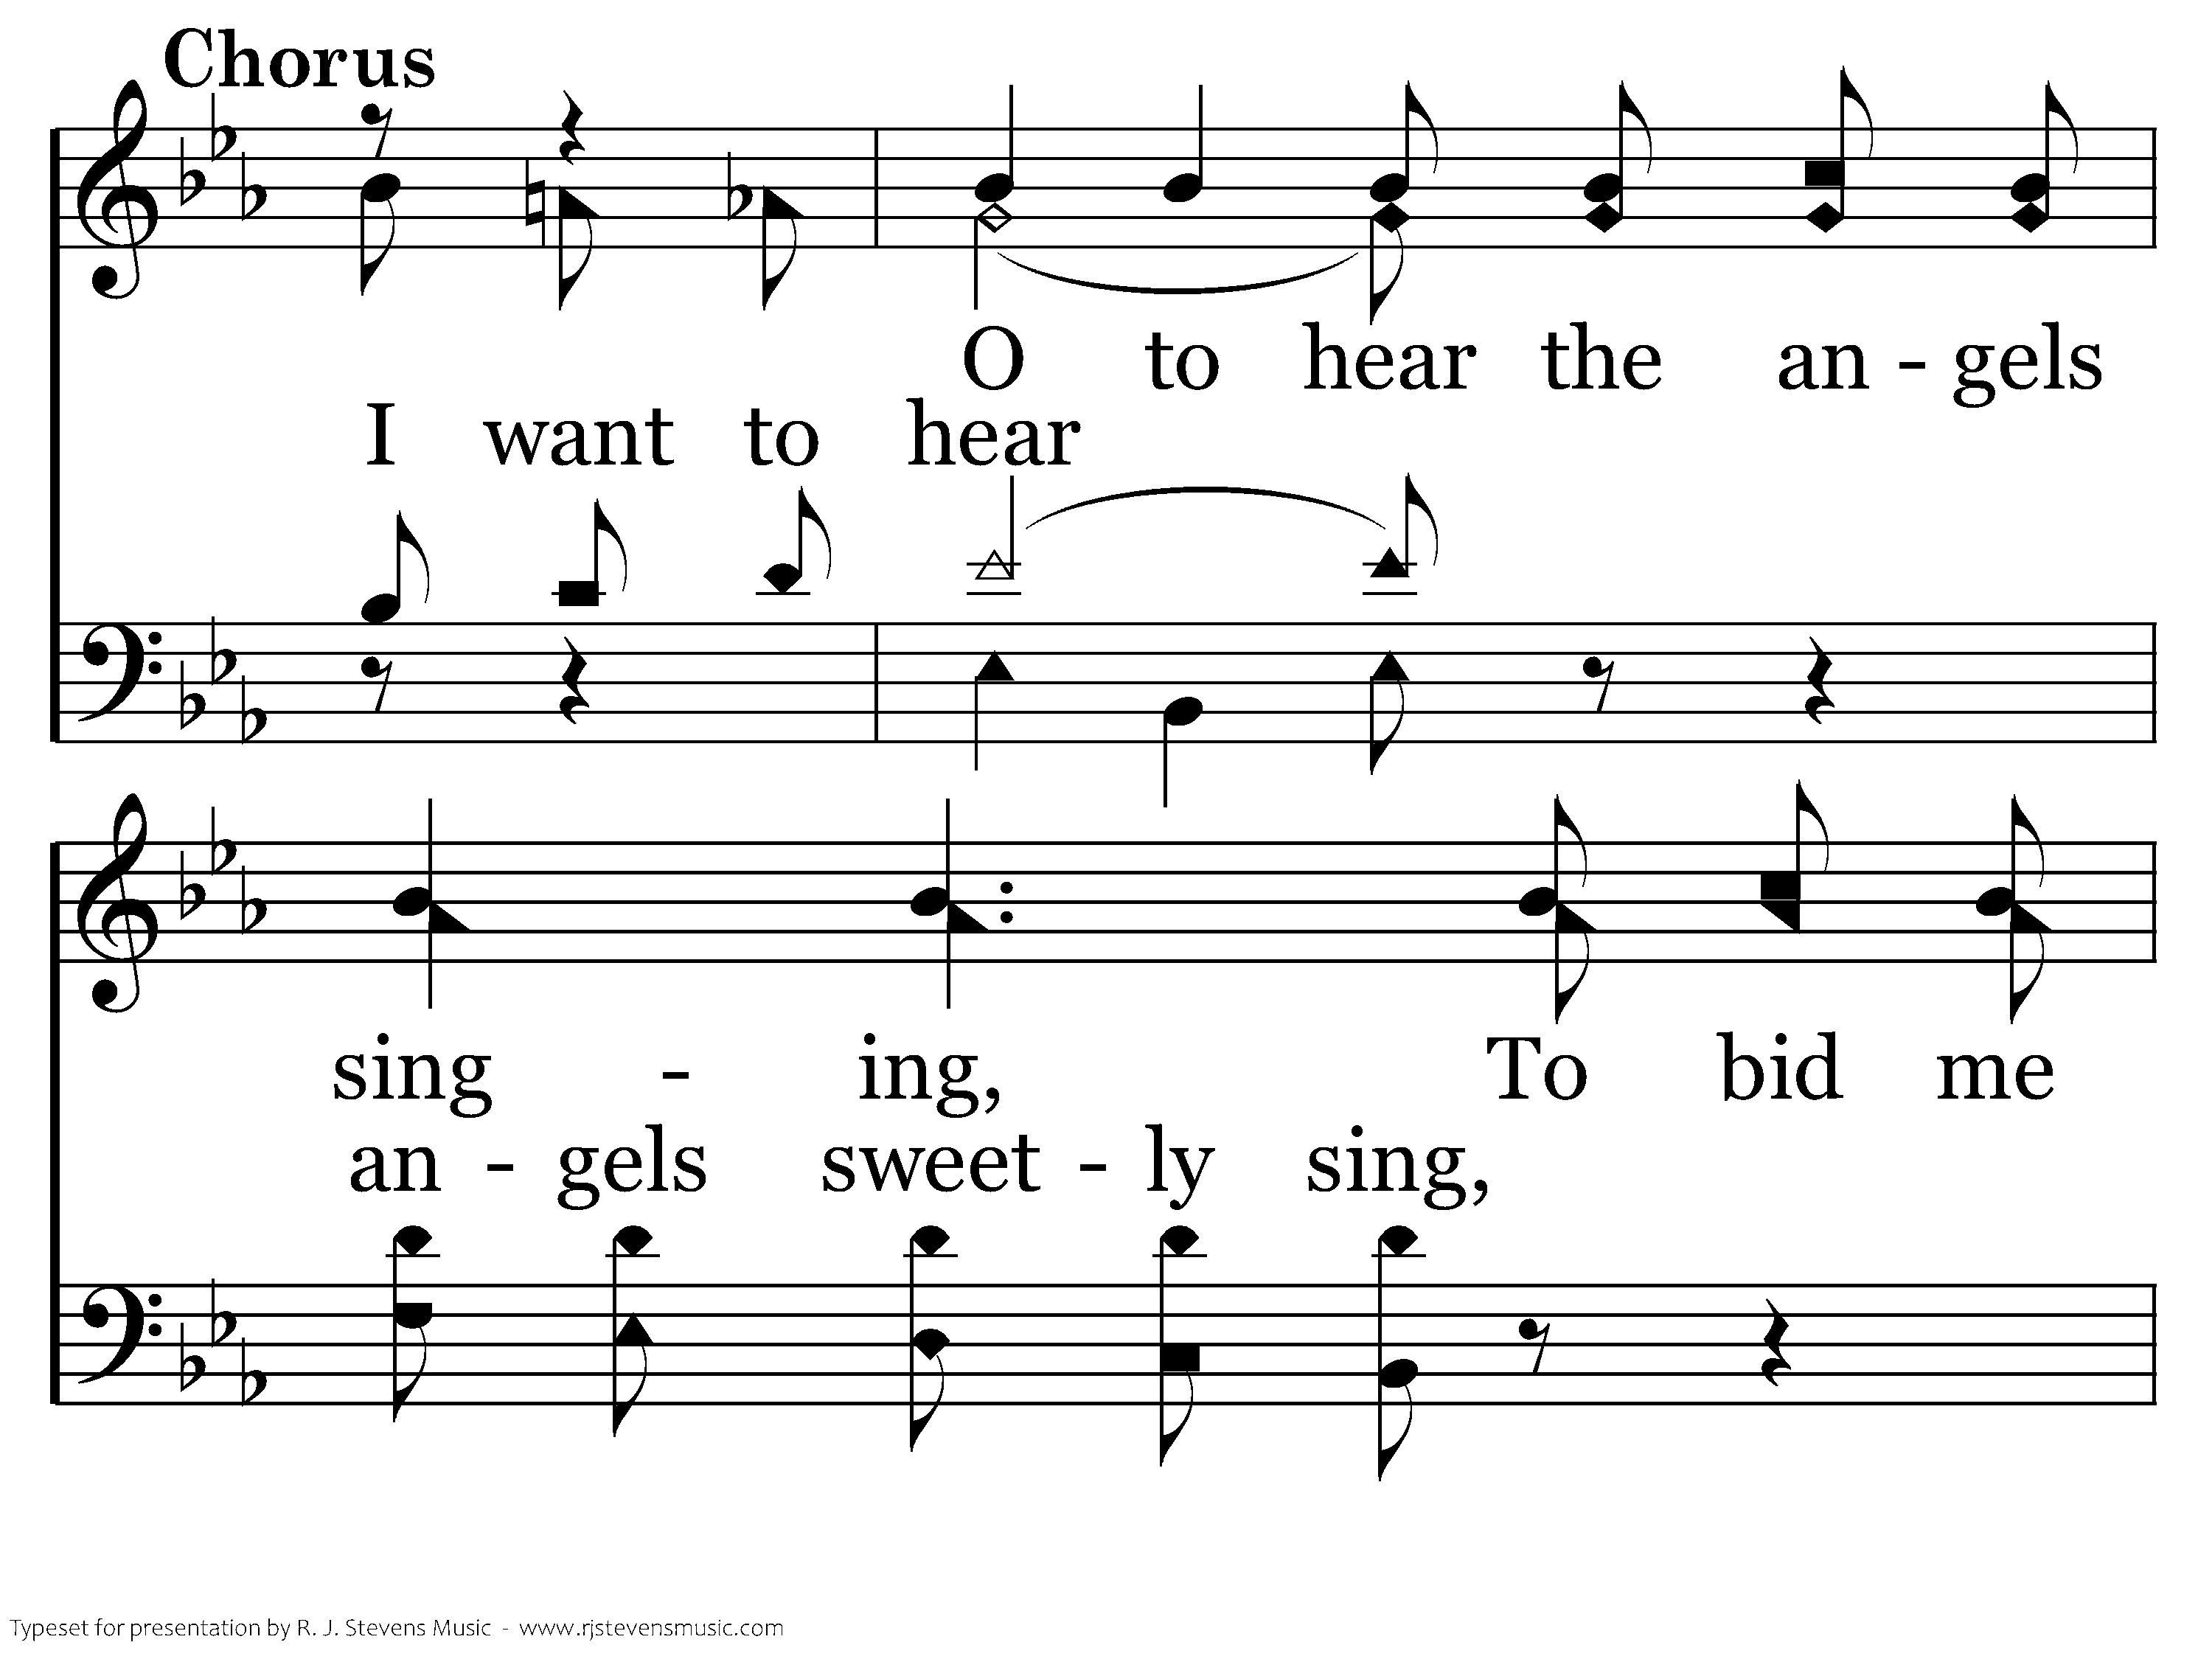 Chorus
O to hear the an - gels
I want to hear
sing - ing, To bid me
an - gels sweet - ly sing,
Typeset for presentation by R. J. Stevens Music - www.rjstevensmusic.com